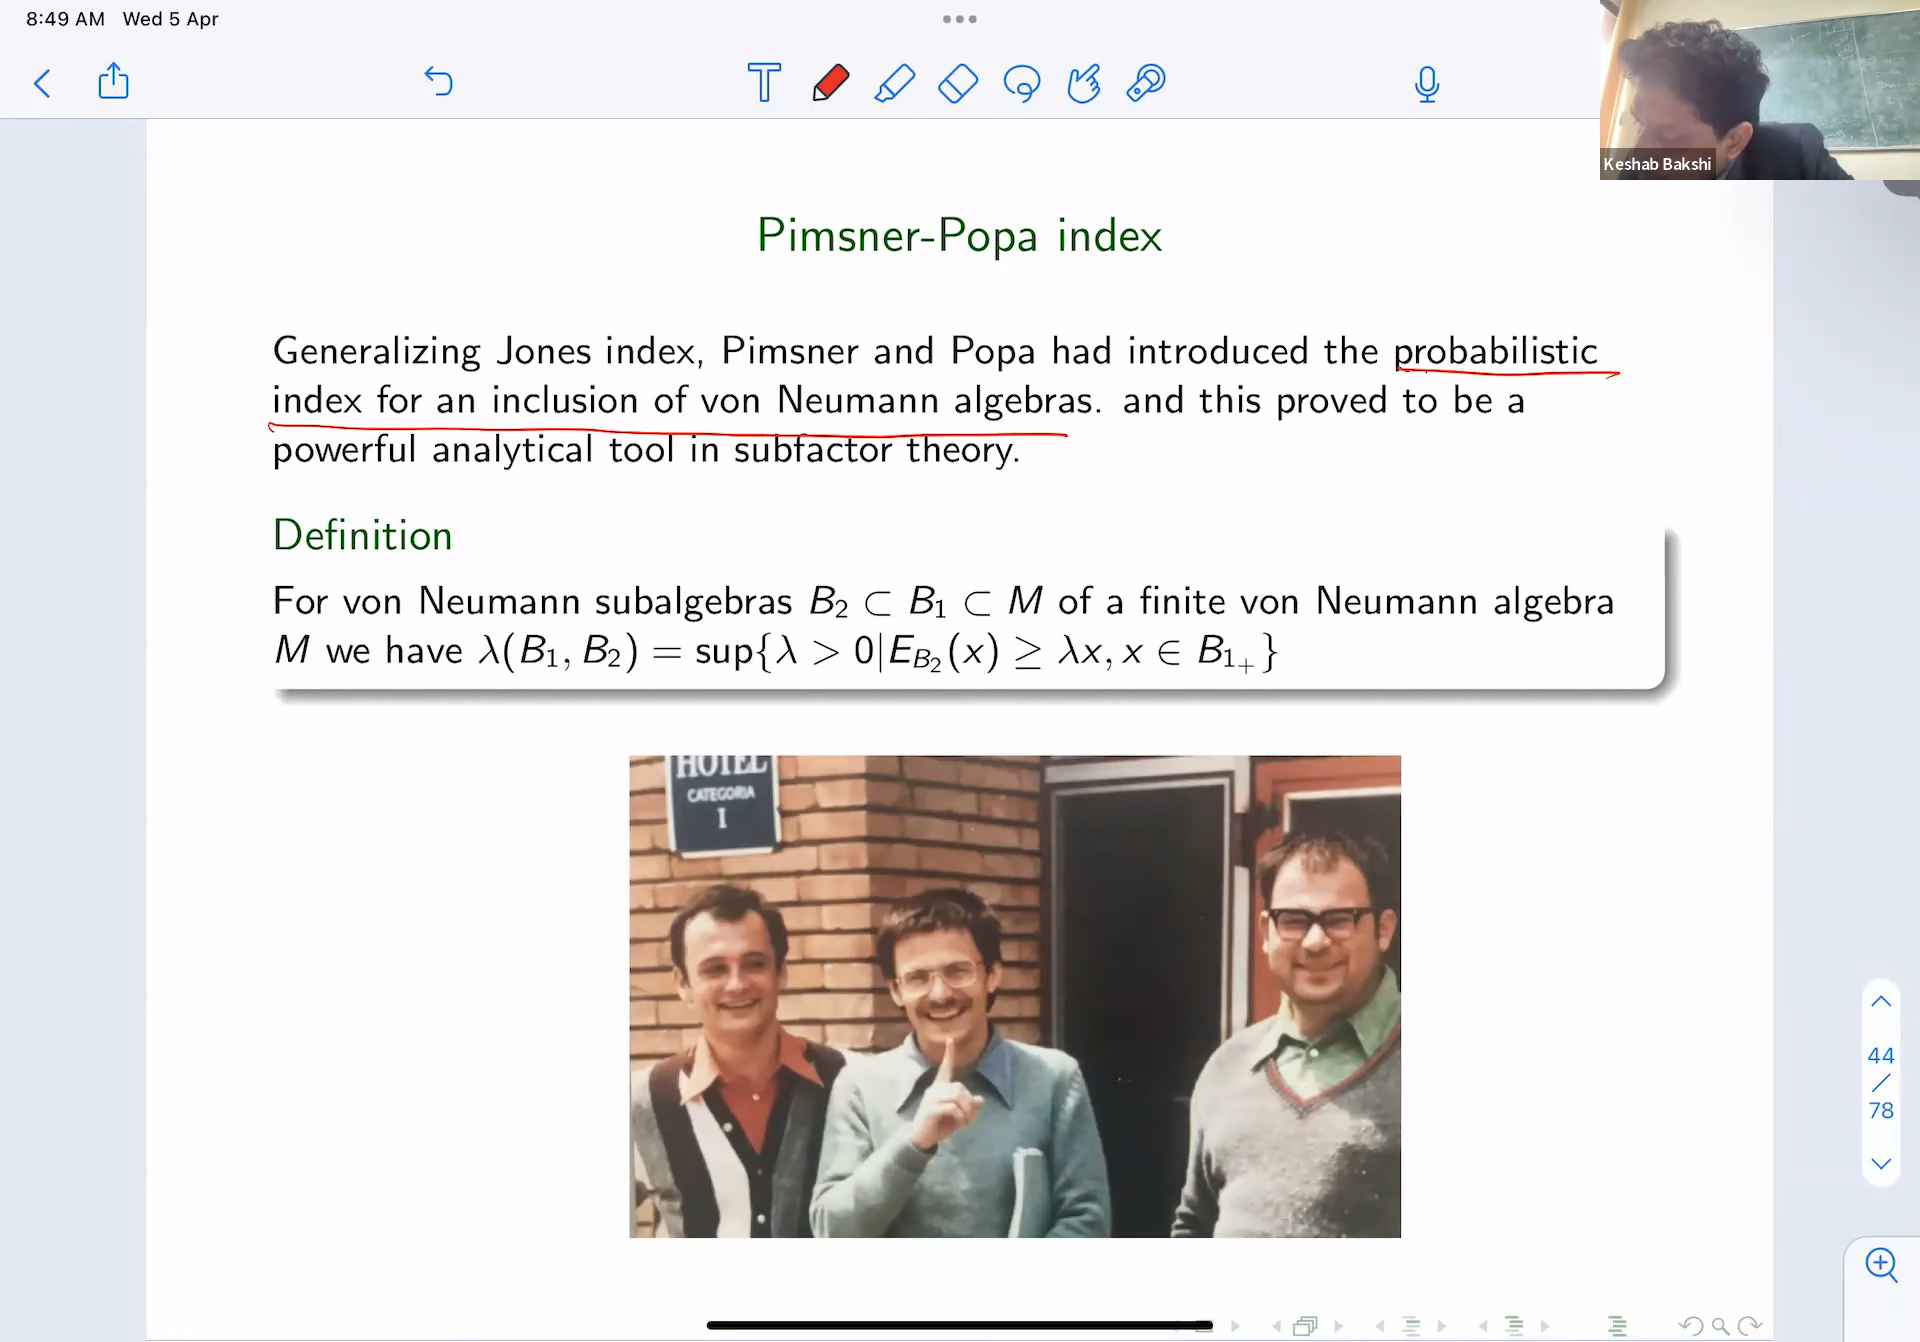 8:49 AM Wed 5 Apr
Keshab Bakshi
Pimsner-Popa index
Generalizing Jones index, Pimsner and Popa had introduced the probabilistic
index for an inclusion of von Neumann algebras. and this proved to be a
powerful analytical tool in subfactor theory.
Definition
For von Neumann subalgebras B₂ ⊂ B₁ ⊂ M of a finite von Neumann algebra
M we have λ(B₁, B₂) = sup{λ > 0|E_{B₂}(x) ≥ λx, x ∈ B₁₊}
HOTEL
CATEGORIA
I
44
/
78